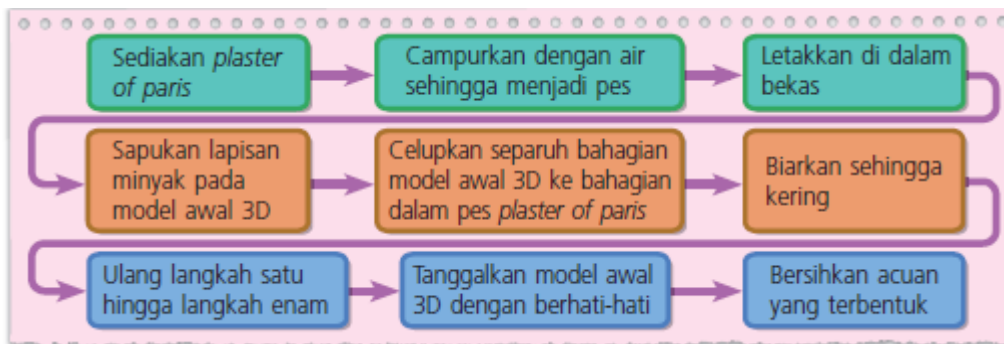 Sediakan plaster
of paris
Campurkan dengan air
sehingga menjadi pes
Letakkan di dalam
bekas
Sapukan lapisan
minyak pada
model awal 3D
Celupkan separuh bahagian
model awal 3D ke bahagian
dalam pes plaster of paris
Biarkan sehingga
kering
Ulang langkah satu
hingga langkah enam
Tanggalkan model awal
3D dengan berhati-hati
Bersihkan acuan
yang terbentuk